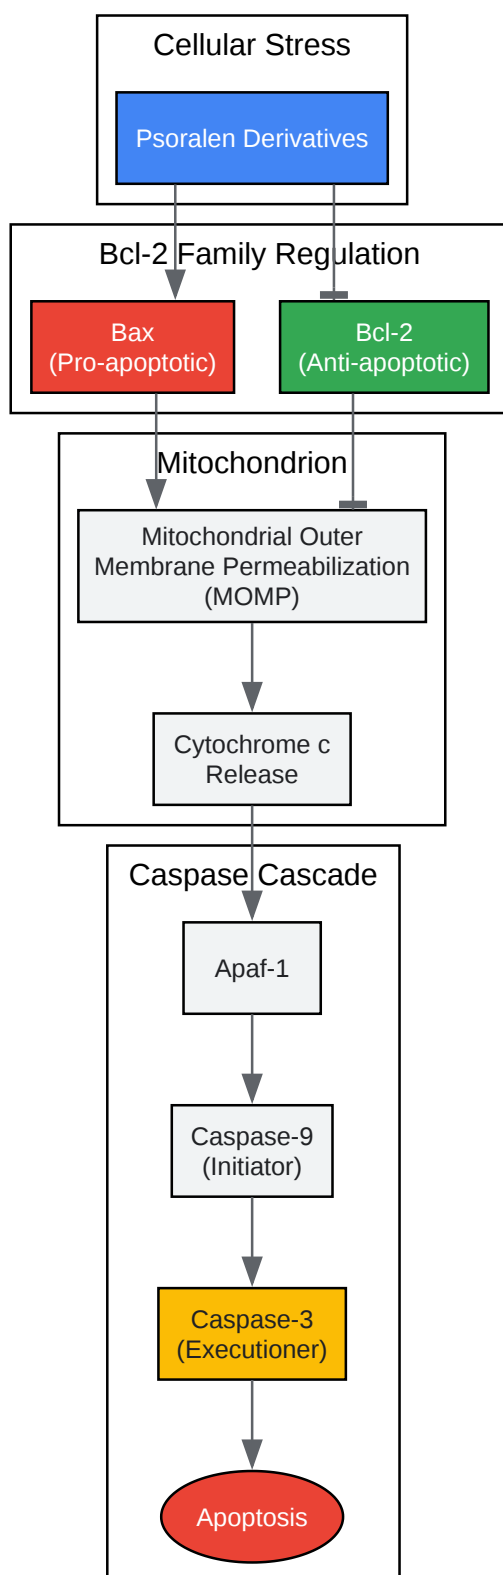 Cellular Stress
Psoralen Derivatives
Bcl-2 Family Regulation
Bax
(Pro-apoptotic)
Bcl-2
(Anti-apoptotic)
Mitochondrion
Mitochondrial Outer
Membrane Permeabilization
(MOMP)
Cytochrome c
Release
Caspase Cascade
Apaf-1
Caspase-9
(Initiator)
Caspase-3
(Executioner)
Apoptosis